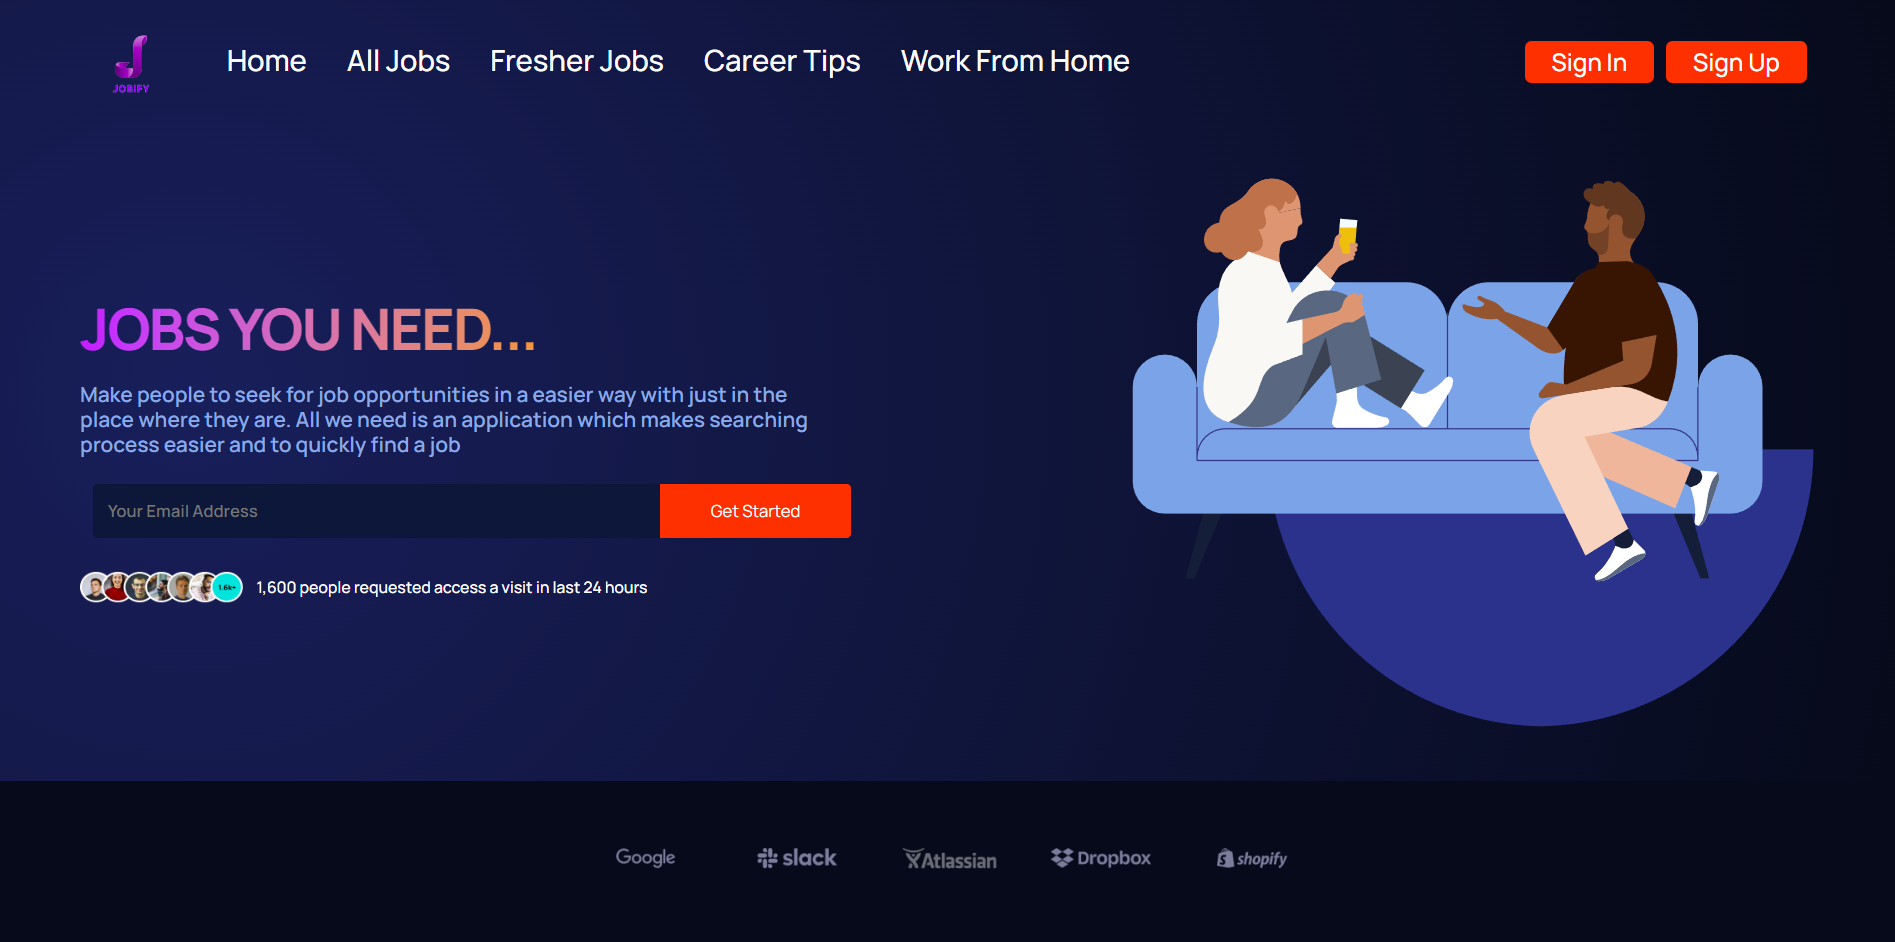 JOBIFY
Home All Jobs Fresher Jobs Career Tips Work From Home
Sign In Sign Up
JOBS YOU NEED...
Make people to seek for job opportunities in a easier way with just in the
place where they are. All we need is an application which makes searching
process easier and to quickly find a job
Your Email Address Get Started
1.6k+ 1,600 people requested access a visit in last 24 hours
Google slack Atlassian Dropbox shopify